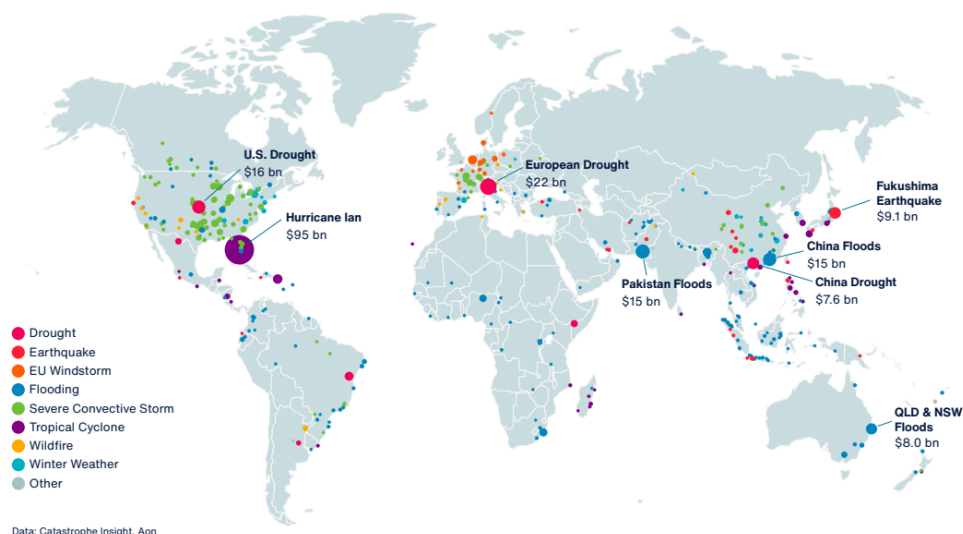 U.S. Drought
$16 bn
Hurricane Ian
$95 bn
European Drought
$22 bn
Fukushima
Earthquake
$9.1 bn
China Floods
$15 bn
China Drought
$7.6 bn
Pakistan Floods
$15 bn
QLD & NSW
Floods
$8.0 bn
Drought
Earthquake
EU Windstorm
Flooding
Severe Convective Storm
Tropical Cyclone
Wildfire
Winter Weather
Other
Data: Catastrophe Insight, Aon